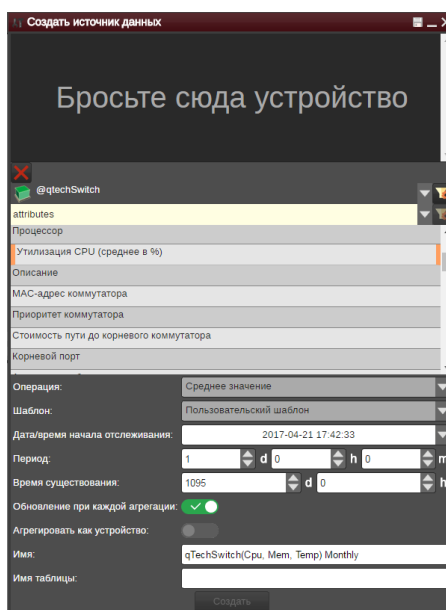 Создать источник данных
Бросьте сюда устройство
@qtechSwitch
attributes
Процессор
Утилизация CPU (среднее в %)
Описание
MAC-адрес коммутатора
Приоритет коммутатора
Стоимость пути до корневого коммутатора
Корневой порт
Операция: Среднее значение
Шаблон: Пользовательский шаблон
Дата/время начала отслеживания: 2017-04-21 17:42:33
Период: 1 d 0 h 0 m
Время существования: 1095 d 0 h
Обновление при каждой агрегации:
Агрегировать как устройство:
Имя: qTechSwitch(Cpu, Mem, Temp) Monthly
Имя таблицы:
Создать